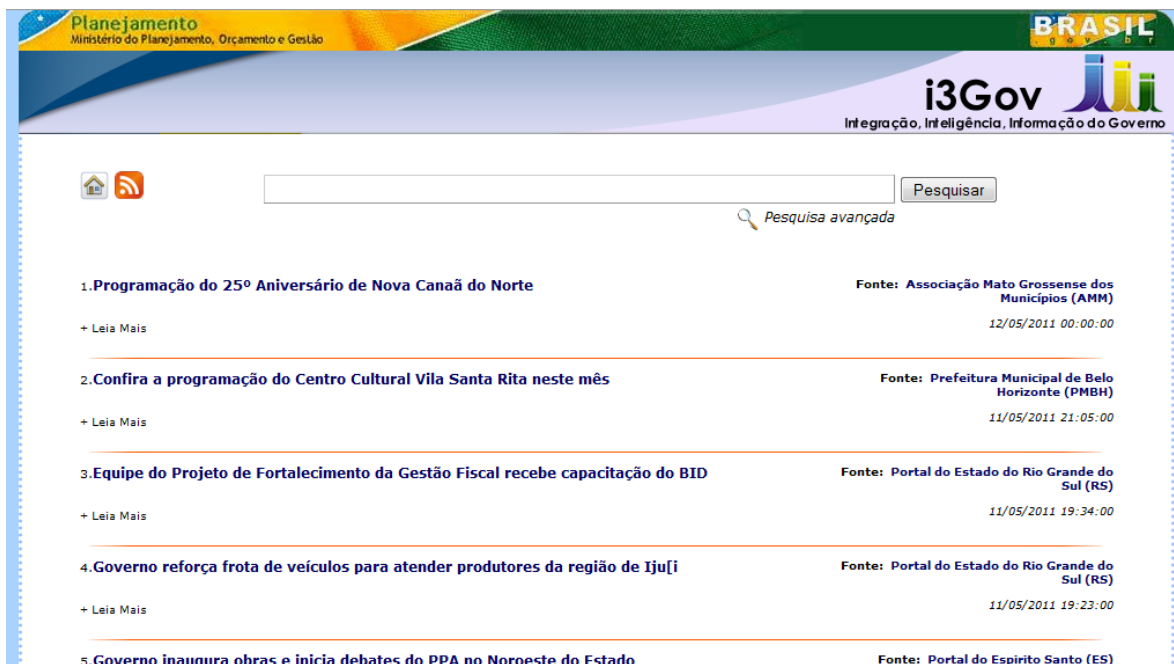 Planejamento
Ministério do Planejamento, Orçamento e Gestão
BRASIL
.gov.br
i3Gov
Integração, Inteligência, Informação do Governo
Pesquisar
Pesquisa avançada
1.Programação do 25º Aniversário de Nova Canaã do Norte
Fonte: Associação Mato Grossense dos
Municípios (AMM)
+ Leia Mais
12/05/2011 00:00:00
2.Confira a programação do Centro Cultural Vila Santa Rita neste mês
Fonte: Prefeitura Municipal de Belo
Horizonte (PMBH)
+ Leia Mais
11/05/2011 21:05:00
3.Equipe do Projeto de Fortalecimento da Gestão Fiscal recebe capacitação do BID
Fonte: Portal do Estado do Rio Grande do
Sul (RS)
+ Leia Mais
11/05/2011 19:34:00
4.Governo reforça frota de veículos para atender produtores da região de Iju[i
Fonte: Portal do Estado do Rio Grande do
Sul (RS)
+ Leia Mais
11/05/2011 19:23:00
5.Governo inaugura obras e inicia debates do PPA no Noroeste do Estado
Fonte: Portal do Espirito Santo (ES)